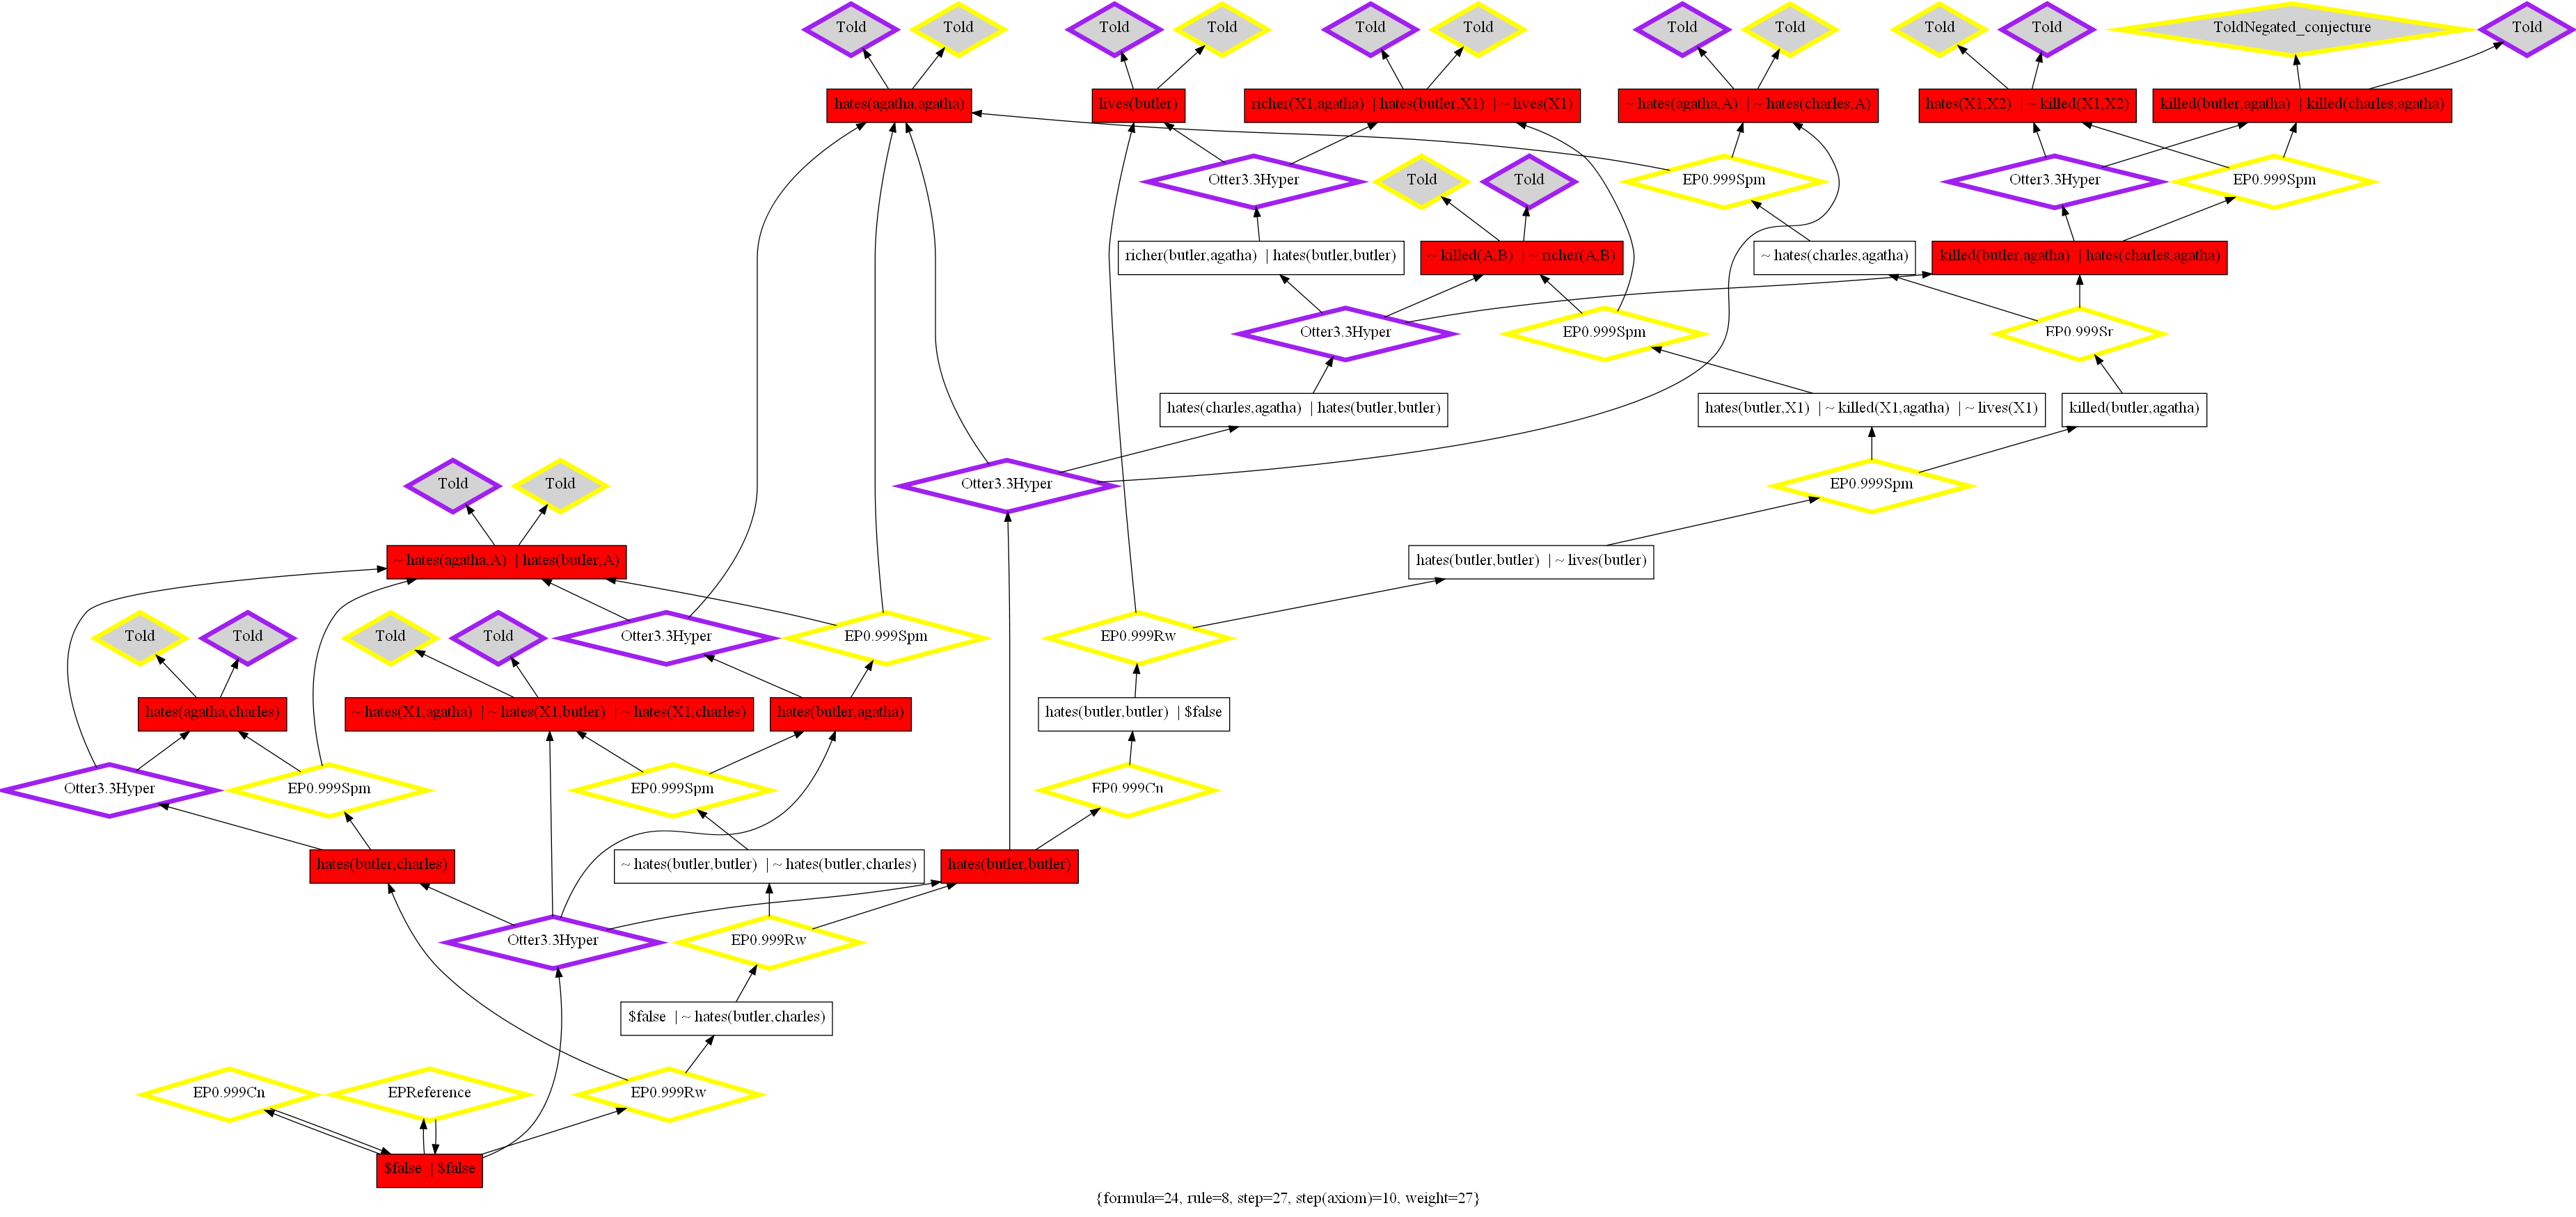 Told
Told
Told
Told
Told
Told
Told
Told
Told
Told
ToldNegated_conjecture
Told
hates(agatha,agatha)
lives(butler)
richer(X1,agatha) | hates(butler,X1) | ~ lives(X1)
~ hates(agatha,A) | ~ hates(charles,A)
hates(X1,X2) | ~ killed(X1,X2)
killed(butler,agatha) | killed(charles,agatha)
Otter3.3Hyper
Told
Told
EP0.999Spm
Otter3.3Hyper
EP0.999Spm
richer(butler,agatha) | hates(butler,butler)
~ killed(A,B) | ~ richer(A,B)
~ hates(charles,agatha)
killed(butler,agatha) | hates(charles,agatha)
Otter3.3Hyper
EP0.999Spm
EP0.999Sr
hates(charles,agatha) | hates(butler,butler)
hates(butler,X1) | ~ killed(X1,agatha) | ~ lives(X1)
killed(butler,agatha)
Told
Told
Otter3.3Hyper
EP0.999Spm
~ hates(agatha,A) | hates(butler,A)
hates(butler,butler) | ~ lives(butler)
Told
Told
Told
Told
Otter3.3Hyper
EP0.999Spm
EP0.999Rw
hates(agatha,charles)
~ hates(X1,agatha) | ~ hates(X1,butler) | ~ hates(X1,charles)
hates(butler,agatha)
hates(butler,butler) | $false
Otter3.3Hyper
EP0.999Spm
EP0.999Spm
EP0.999Cn
hates(butler,charles)
~ hates(butler,butler) | ~ hates(butler,charles)
hates(butler,butler)
Otter3.3Hyper
EP0.999Rw
$false | ~ hates(butler,charles)
EP0.999Cn
EPReference
EP0.999Rw
$false | $false
{formula=24, rule=8, step=27, step(axiom)=10, weight=27}